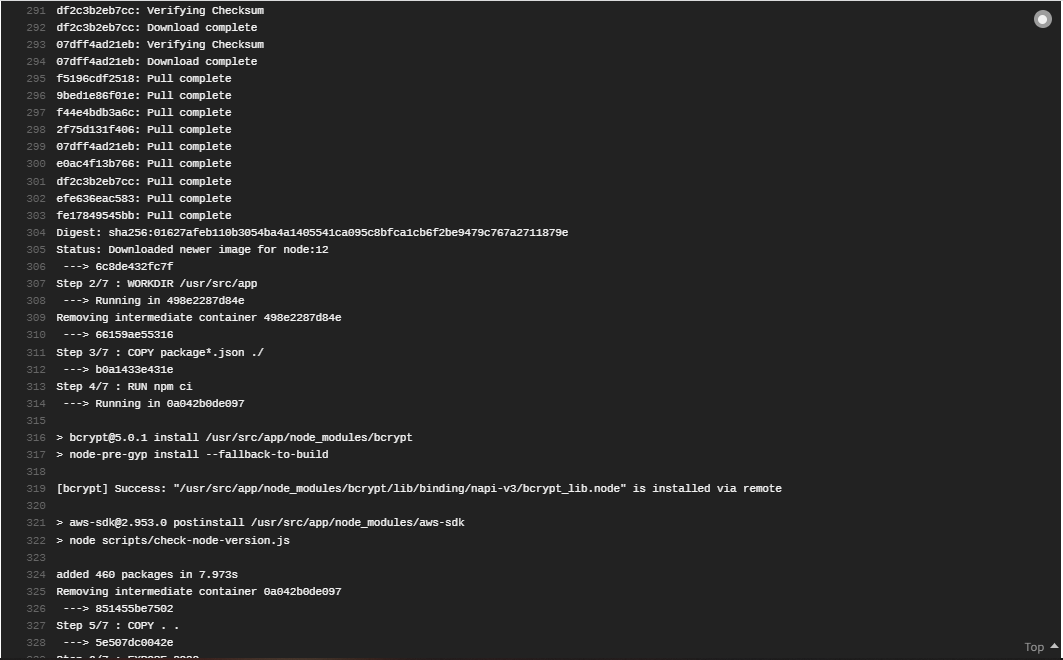 291 df2c3b2eb7cc: Verifying Checksum
292 df2c3b2eb7cc: Download complete
293 07dff4ad21eb: Verifying Checksum
294 07dff4ad21eb: Download complete
295 f5196cdf2518: Pull complete
296 9bed1e86f01e: Pull complete
297 f44e4bdb3a6c: Pull complete
298 2f75d131f406: Pull complete
299 07dff4ad21eb: Pull complete
300 e0ac4f13b766: Pull complete
301 df2c3b2eb7cc: Pull complete
302 efe636eac583: Pull complete
303 fe17849545bb: Pull complete
304 Digest: sha256:01627afeb110b3054ba4a1405541ca095c8bfca1cb6f2be9479c767a2711879e
305 Status: Downloaded newer image for node:12
306 ---> 6c8de432fc7f
307 Step 2/7 : WORKDIR /usr/src/app
308 ---> Running in 498e2287d84e
309 Removing intermediate container 498e2287d84e
310 ---> 66159ae55316
311 Step 3/7 : COPY package*.json ./
312 ---> b0a1433e431e
313 Step 4/7 : RUN npm ci
314 ---> Running in 0a042b0de097
315
316 > bcrypt@5.0.1 install /usr/src/app/node_modules/bcrypt
317 > node-pre-gyp install --fallback-to-build
318
319 [bcrypt] Success: "/usr/src/app/node_modules/bcrypt/lib/binding/napi-v3/bcrypt_lib.node" is installed via remote
320
321 > aws-sdk@2.953.0 postinstall /usr/src/app/node_modules/aws-sdk
322 > node scripts/check-node-version.js
323
324 added 460 packages in 7.973s
325 Removing intermediate container 0a042b0de097
326 ---> 851455be7502
327 Step 5/7 : COPY . .
328 ---> 5e507dc0042e
Top